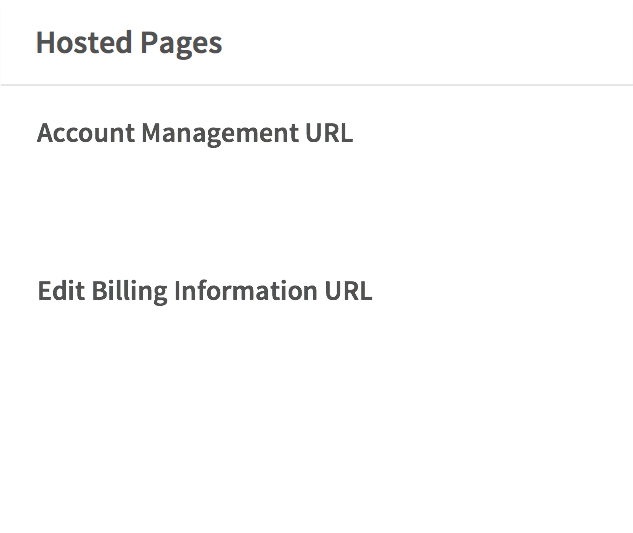 Hosted Pages
Account Management URL
Edit Billing Information URL